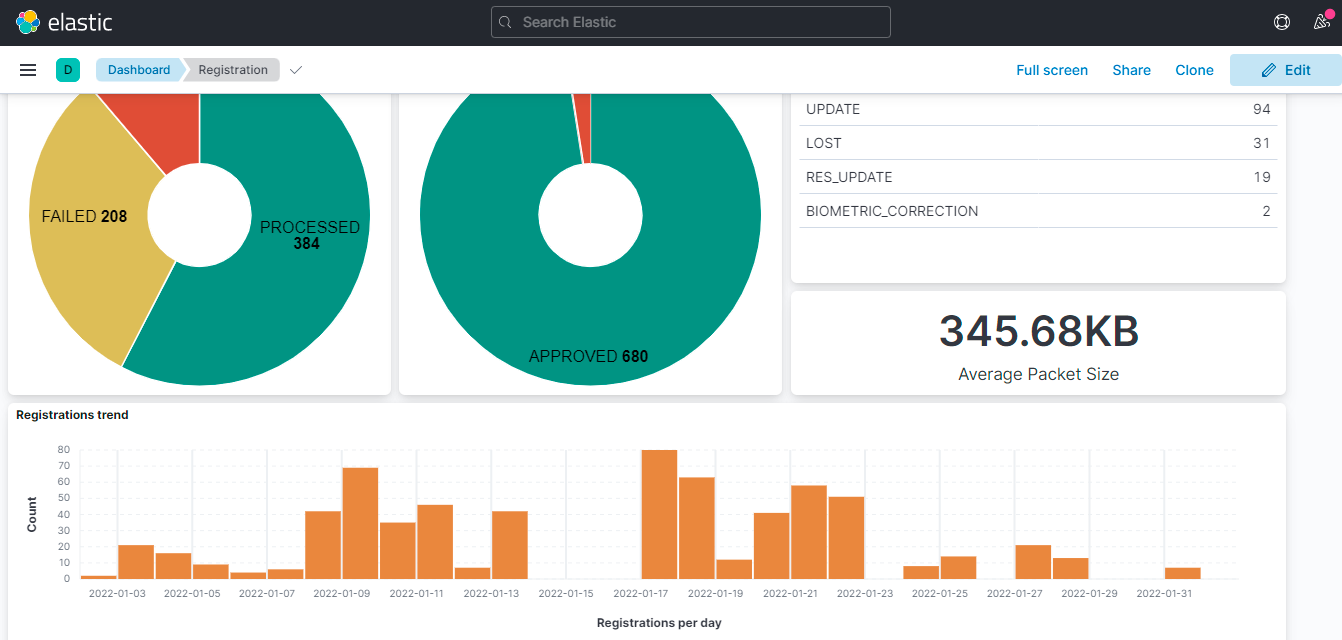 elastic
Search Elastic
D
Dashboard
Registration
Full screen
Share
Clone
Edit
FAILED 208
PROCESSED
384
APPROVED 680
UPDATE 94
LOST 31
RES_UPDATE 19
BIOMETRIC_CORRECTION 2
345.68KB
Average Packet Size
Registrations trend
Count
80
70
60
50
40
30
20
10
0
2022-01-03 2022-01-05 2022-01-07 2022-01-09 2022-01-11 2022-01-13 2022-01-15 2022-01-17 2022-01-19 2022-01-21 2022-01-23 2022-01-25 2022-01-27 2022-01-29 2022-01-31
Registrations per day